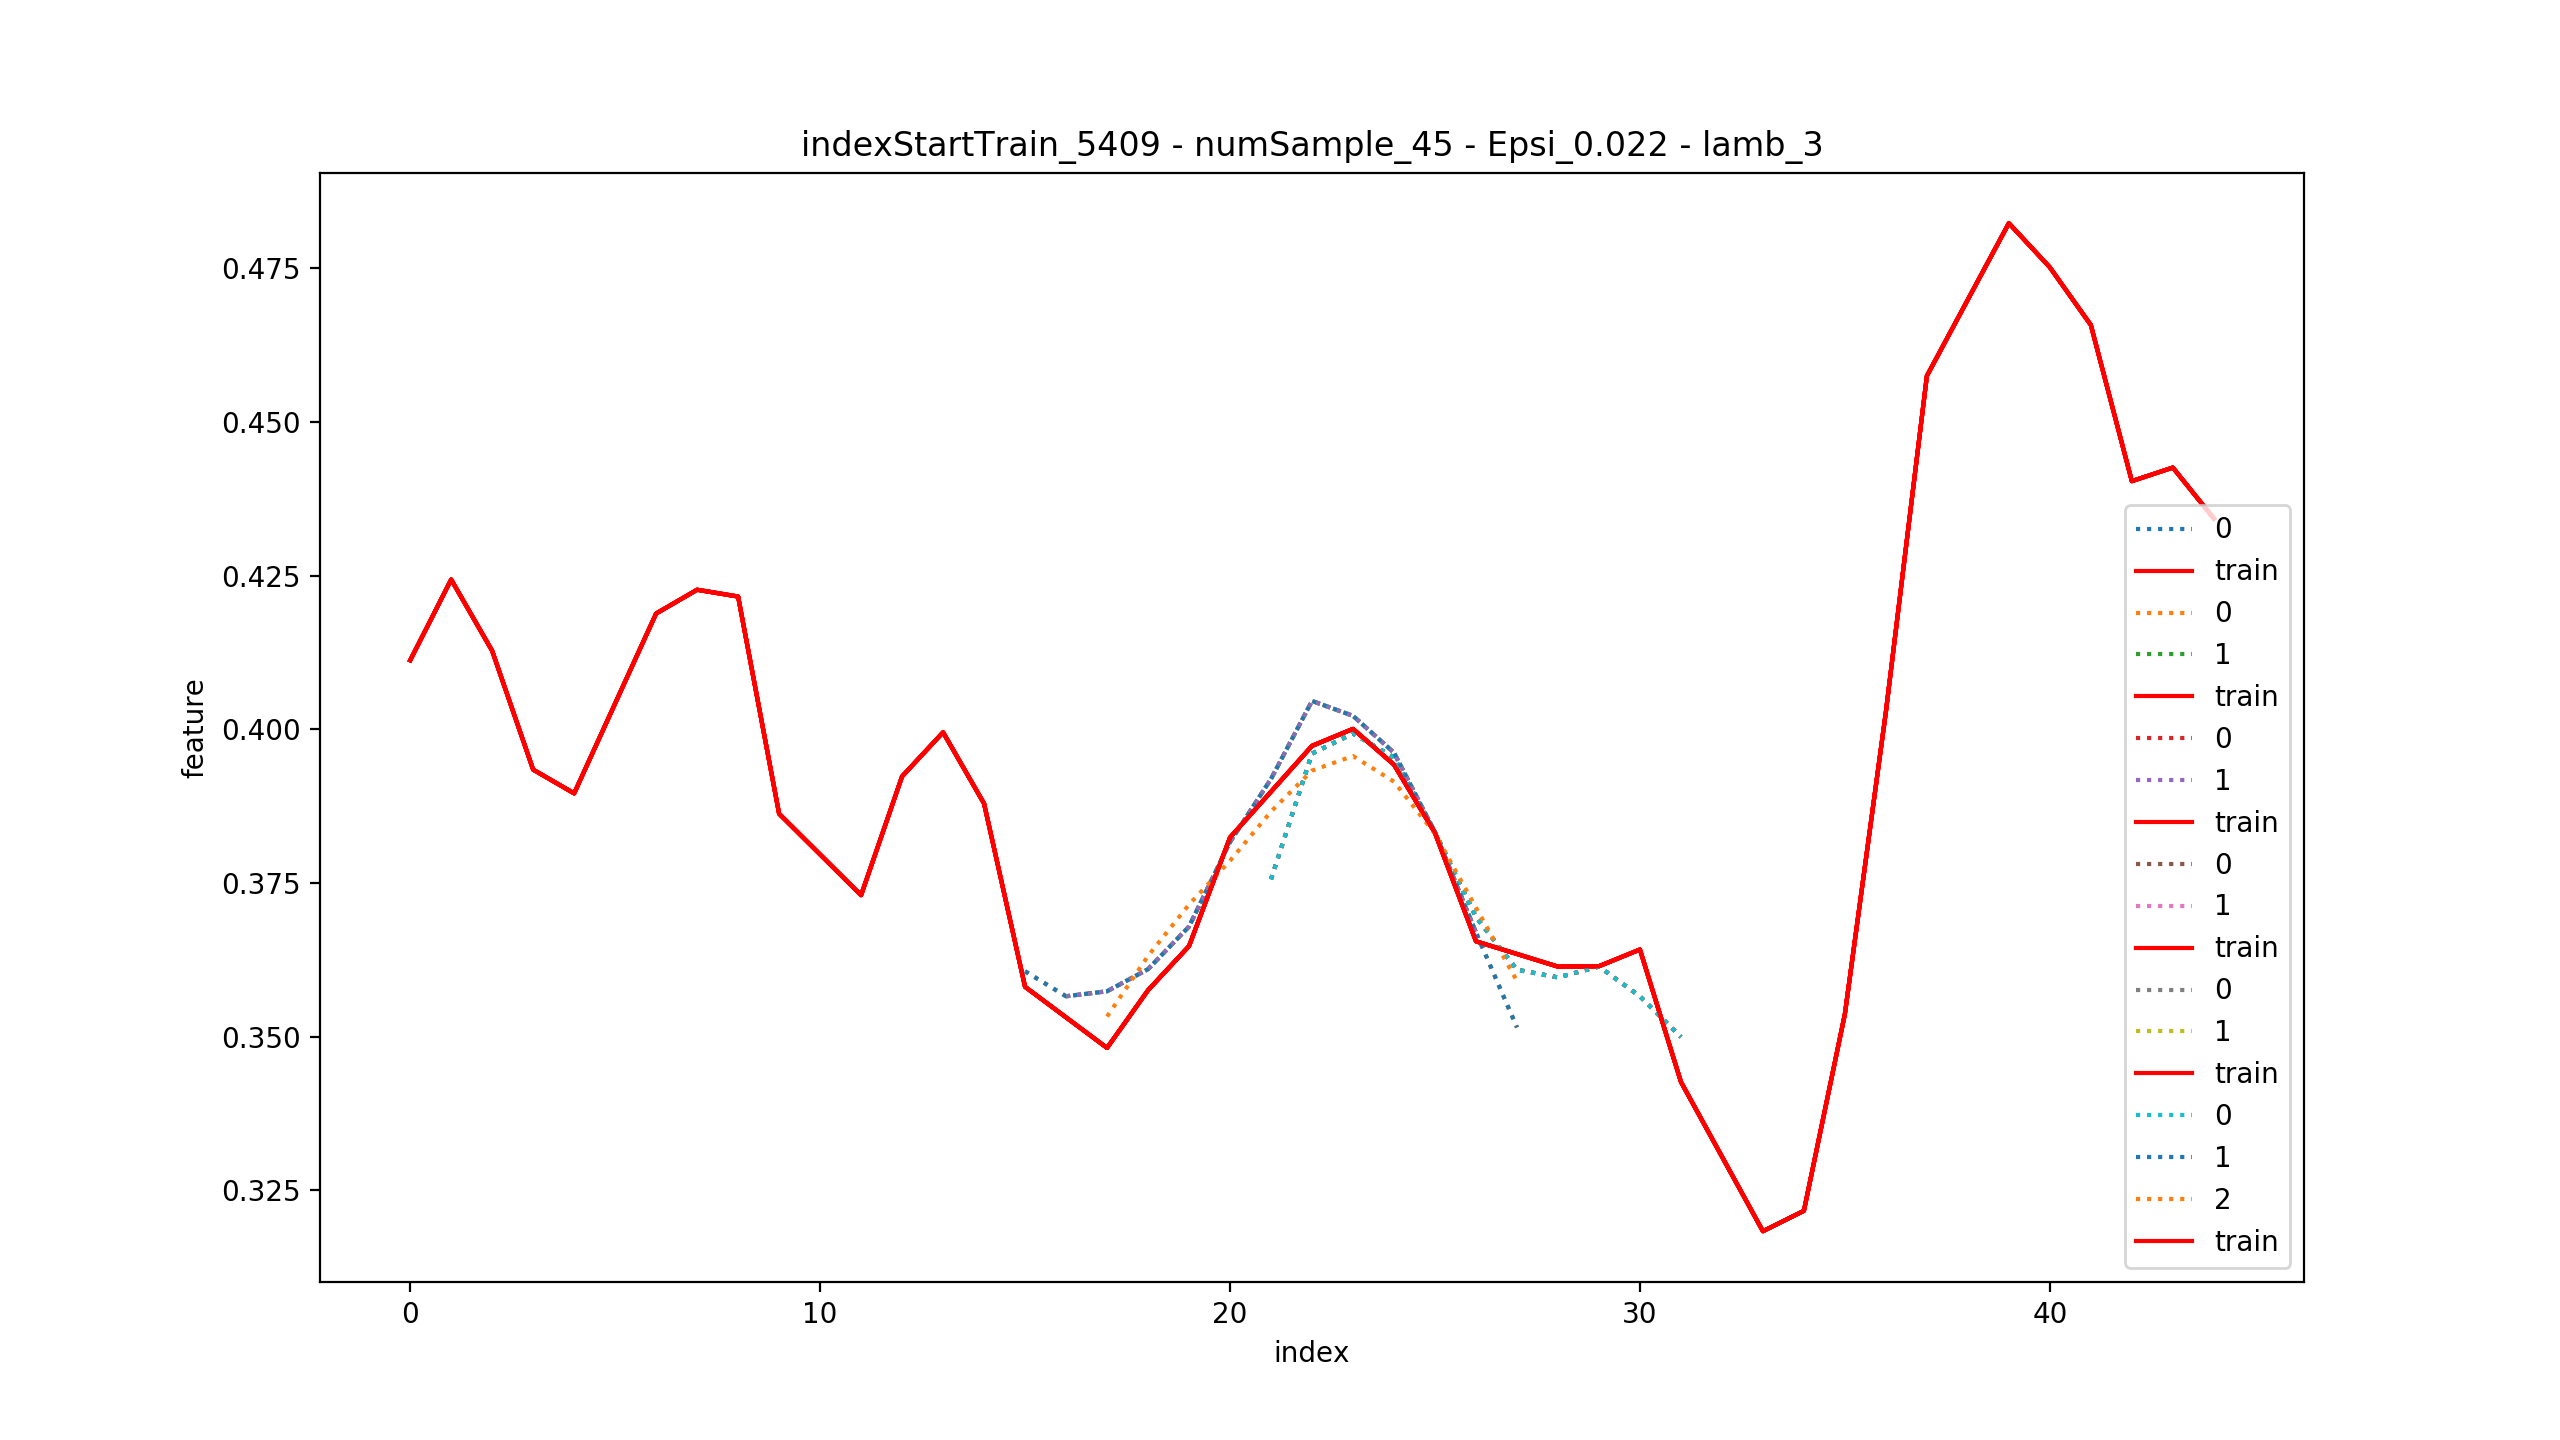 indexStartTrain_5409 - numSample_45 - Epsi_0.022 - lamb_3
feature
0.475
0.450
0.425
0.400
0.375
0.350
0.325
0
train
0
1
train
0
1
train
0
1
train
0
1
train
0
1
2
train
0 10 20 30 40
index